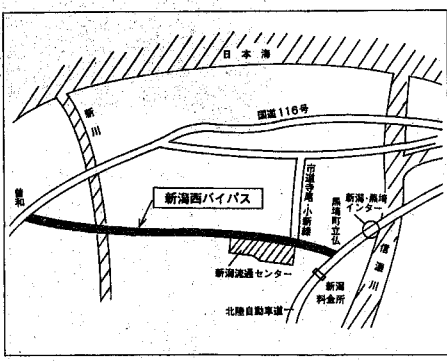 日本海
新川
国道116号
曽和
新潟西バイパス
市道寺尾・小新線
黒埼町立仏
新潟・黒埼
インター
信濃川
新潟流通センター
新潟
料金所
北陸自動車道